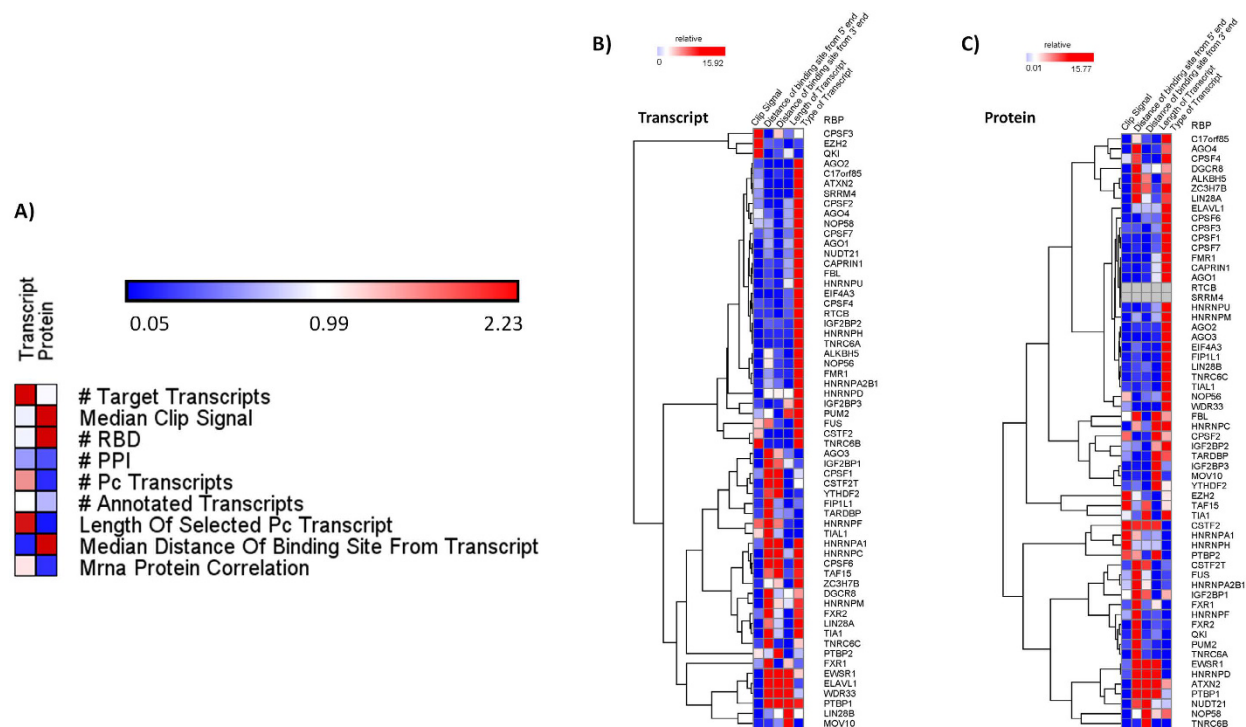 A)
0.05
0.99
2.23
Transcript
Protein
# Target Transcripts
Median Clip Signal
# RBD
# PPI
# Pc Transcripts
# Annotated Transcripts
Length Of Selected Pc Transcript
Median Distance Of Binding Site From Transcript
Mrna Protein Correlation
B)
relative
0
15.92
Transcript
Clip Signal
Distance of binding site from 5' end
Distance of binding site from 3' end
Length of Transcript
Type of Transcript
RBP
CPSF3
EZH2
QKI
AGO2
C17orf85
ATXN2
SRRM4
CPSF2
AGO4
NOP58
CPSF7
AGO1
NUDT21
CAPRIN1
FBL
HNRNPU
EIF4A3
CPSF4
RTCB
IGF2BP2
HNRNPH
TNRC6A
ALKBH5
NOP56
FMR1
HNRNPA2B1
HNRNPD
IGF2BP3
PUM2
FUS
CSTF2
TNRC6B
AGO3
IGF2BP1
CPSF1
CSTF2T
YTHDF2
FIP1L1
TARDBP
HNRNPF
TIAL1
HNRNPA1
HNRNPC
CPSF6
TAF15
ZC3H7B
DGCR8
HNRNPM
FXR2
LIN28A
TIA1
TNRC6C
PTBP2
FXR1
EWSR1
ELAVL1
WDR33
PTBP1
LIN28B
MOV10
C)
relative
0.01
15.77
Protein
Clip Signal
Distance of binding site from 5' end
Distance of binding site from 3' end
Length of Transcript
Type of Transcript
RBP
C17orf85
AGO4
CPSF4
DGCR8
ALKBH5
ZC3H7B
LIN28A
ELAVL1
CPSF6
CPSF3
CPSF1
CPSF7
FMR1
CAPRIN1
AGO1
RTCB
SRRM4
HNRNPU
HNRNPM
AGO2
AGO3
EIF4A3
FIP1L1
LIN28B
TNRC6C
TIAL1
NOP56
WDR33
FBL
HNRNPC
CPSF2
IGF2BP2
TARDBP
IGF2BP3
MOV10
YTHDF2
EZH2
TAF15
TIA1
CSTF2
HNRNPA1
HNRNPH
PTBP2
CSTF2T
FUS
HNRNPA2B1
IGF2BP1
FXR1
HNRNPF
FXR2
QKI
PUM2
TNRC6A
EWSR1
HNRNPD
ATXN2
PTBP1
NUDT21
NOP58
TNRC6B